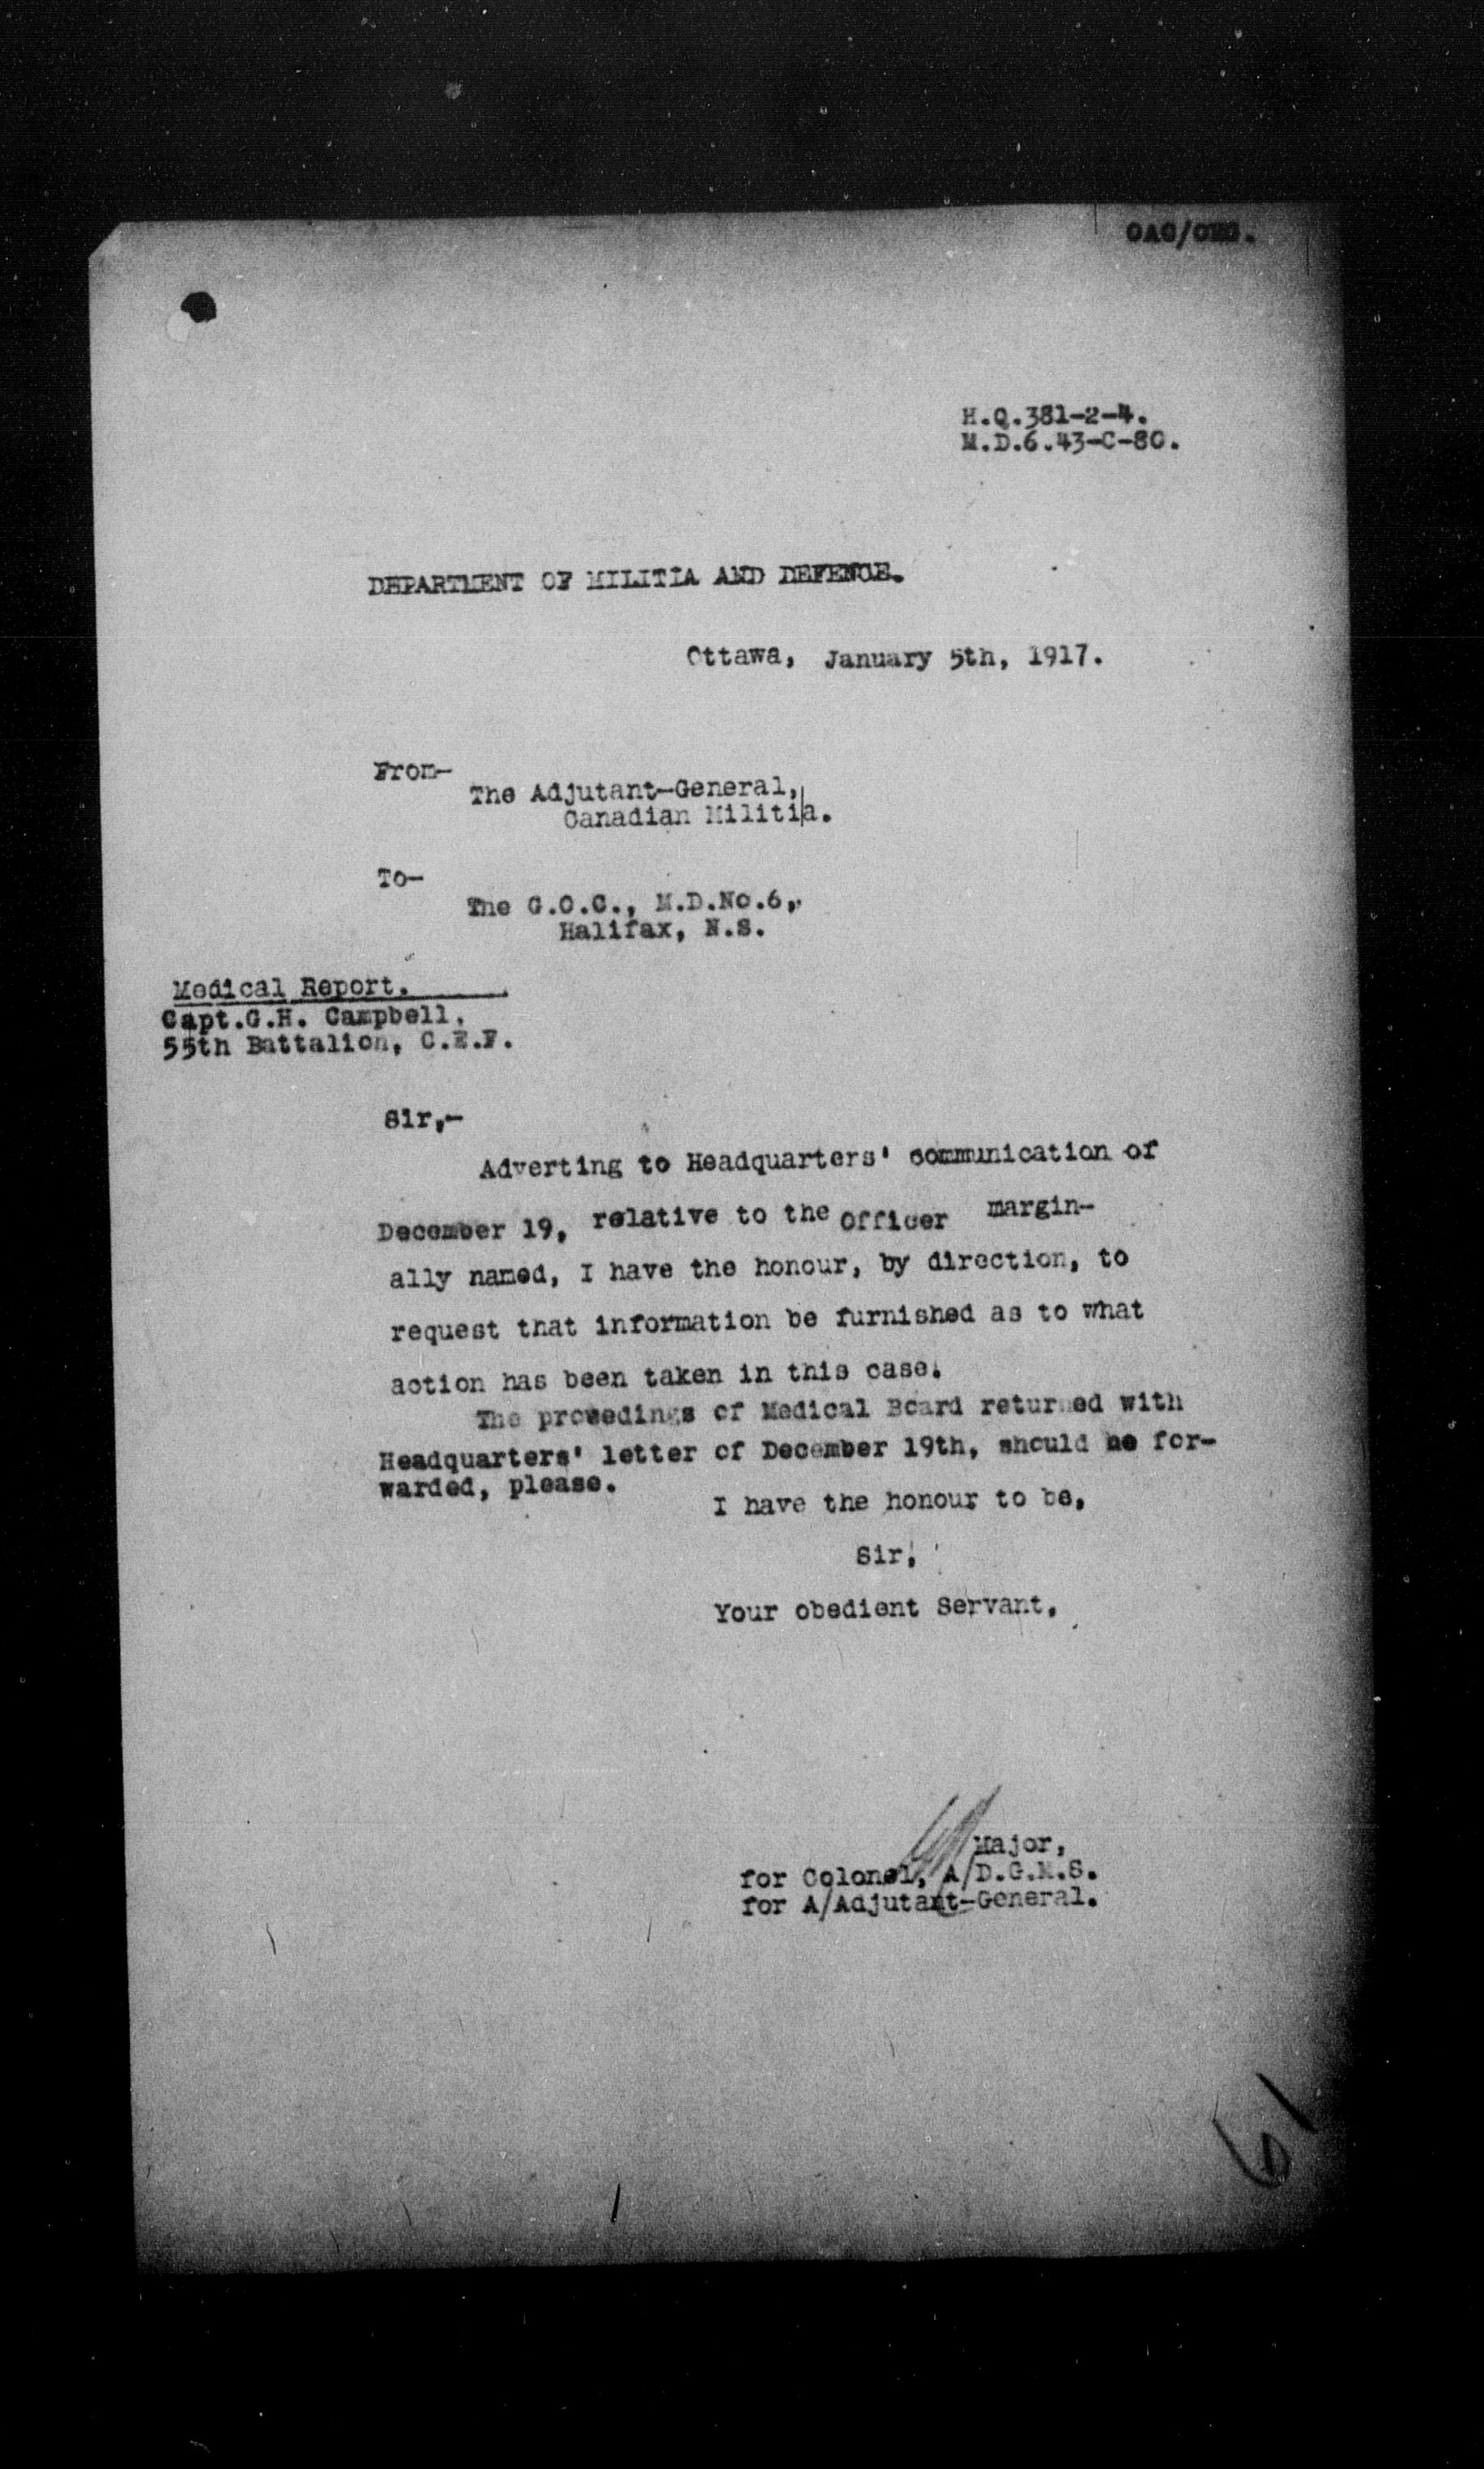 H.Q.381-2-4.
M.D.6.43-C-80.
DEPARTMENT OF MILITIA AND DEFENCE.
Ottawa, January 5th, 1917.
From-
The Adjutant-General,
Canadian Militia.
To-
The G.O.C., M.D.No.6,
Halifax, N.S.
Medical Report.
Capt.G.H. Campbell,
55th Battalion, C.E.F.
Sir,-
Adverting to Headquarters' communication of
December 19, relative to the Officer margin-
ally named, I have the honour, by direction, to
request that information be furnished as to what
action has been taken in this case.
The proceedings of Medical Board returned with
Headquarters' letter of December 19th, should be for-
warded, please.
I have the honour to be,
Sir,
Your obedient Servant,
Major,
for Colonel, A/D.G.M.S.
for A/Adjutant-General.
61